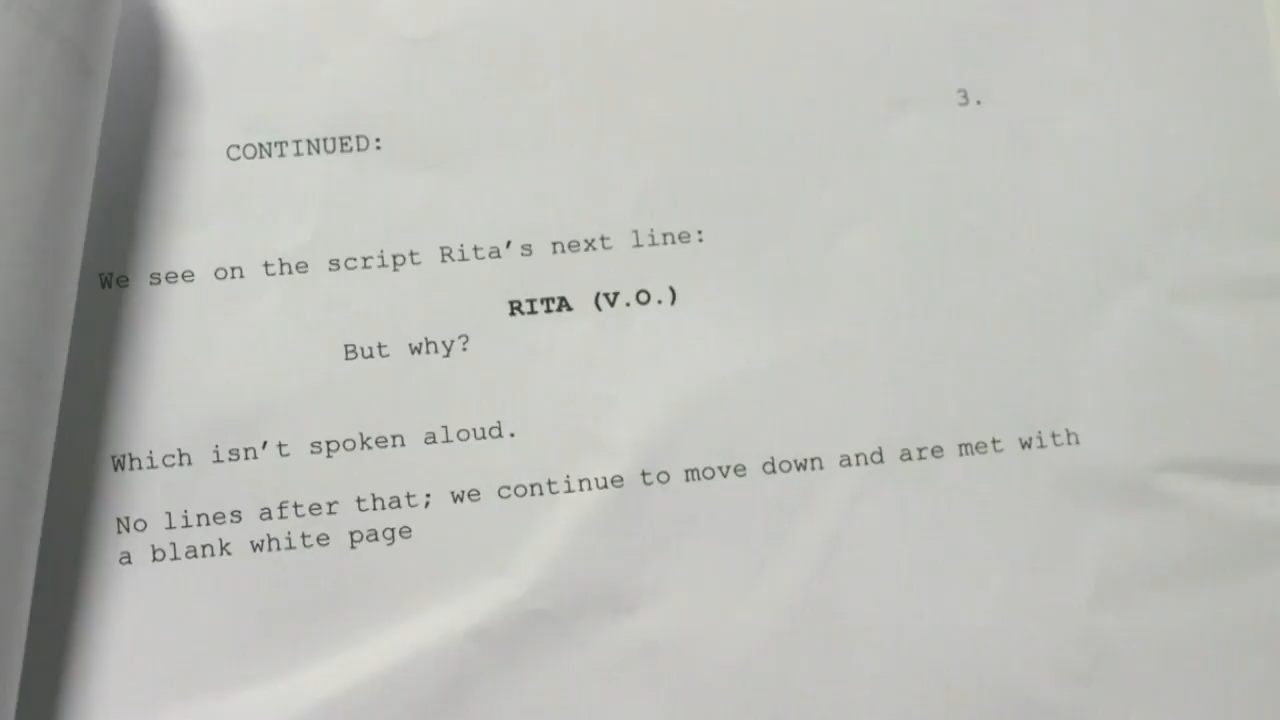 3.
CONTINUED:
We see on the script Rita's next line:
RITA (V.O.)
But why?
Which isn't spoken aloud.
No lines after that; we continue to move down and are met with
a blank white page